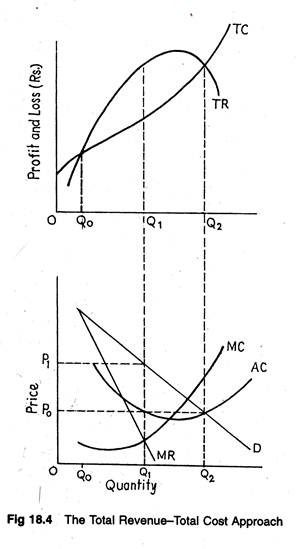 Profit and Loss (Rs.)
TC
TR
O
Q₀
Q₁
Q₂
Price
P₁
P₀
MC
AC
D
MR
O
Q₀
Q₁
Q₂
Quantity
Fig 18.4 The Total Revenue–Total Cost Approach